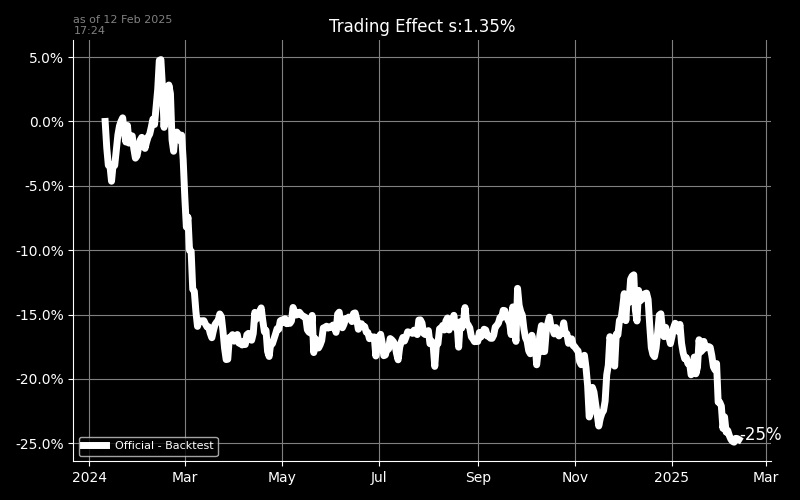 as of 12 Feb 2025
17:24
Trading Effect s:1.35%
5.0%
0.0%
-5.0%
-10.0%
-15.0%
-20.0%
-25.0%
-25%
Official - Backtest
2024 Mar May Jul Sep Nov 2025 Mar